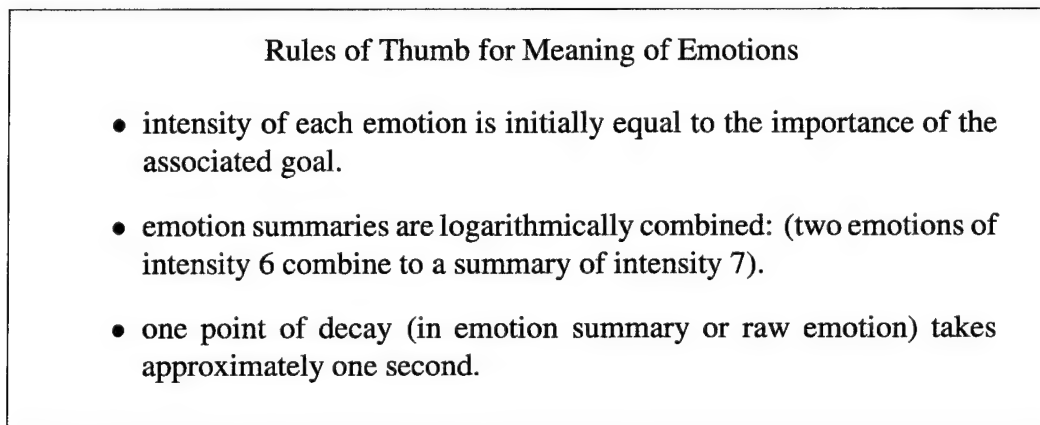 Rules of Thumb for Meaning of Emotions
• intensity of each emotion is initially equal to the importance of the
associated goal.
• emotion summaries are logarithmically combined: (two emotions of
intensity 6 combine to a summary of intensity 7).
• one point of decay (in emotion summary or raw emotion) takes
approximately one second.